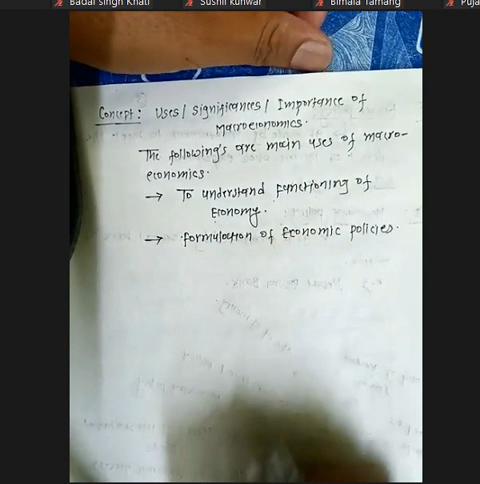 Badal singh Khati
Sushil kunwar
Bimala Tamang
Puja
Concept: Uses / Significances / Importance of
Macroeconomics.
The following's are main uses of macro-
economics.
→ To understand Functioning of
Economy.
→ formulation of Economic policies.